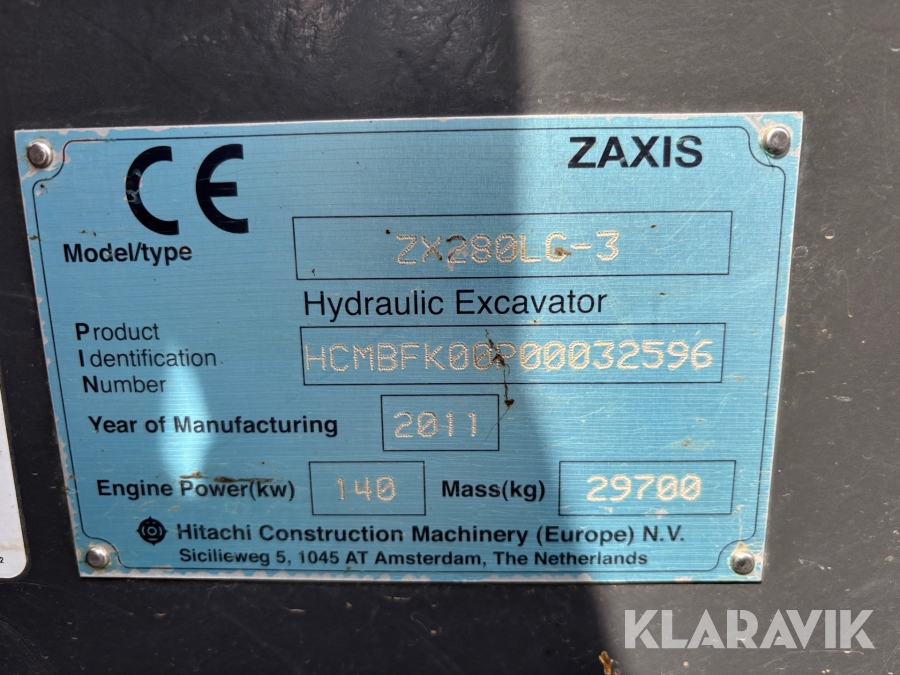 CE ZAXIS
Model/type ZX280LC-3
Hydraulic Excavator
Product
Identification HCMBFK00P00032596
Number
Year of Manufacturing 2011
Engine Power(kw) 140 Mass(kg) 29700
Hitachi Construction Machinery (Europe) N.V.
Sicilieweg 5, 1045 AT Amsterdam, The Netherlands
2
KLARAVIK